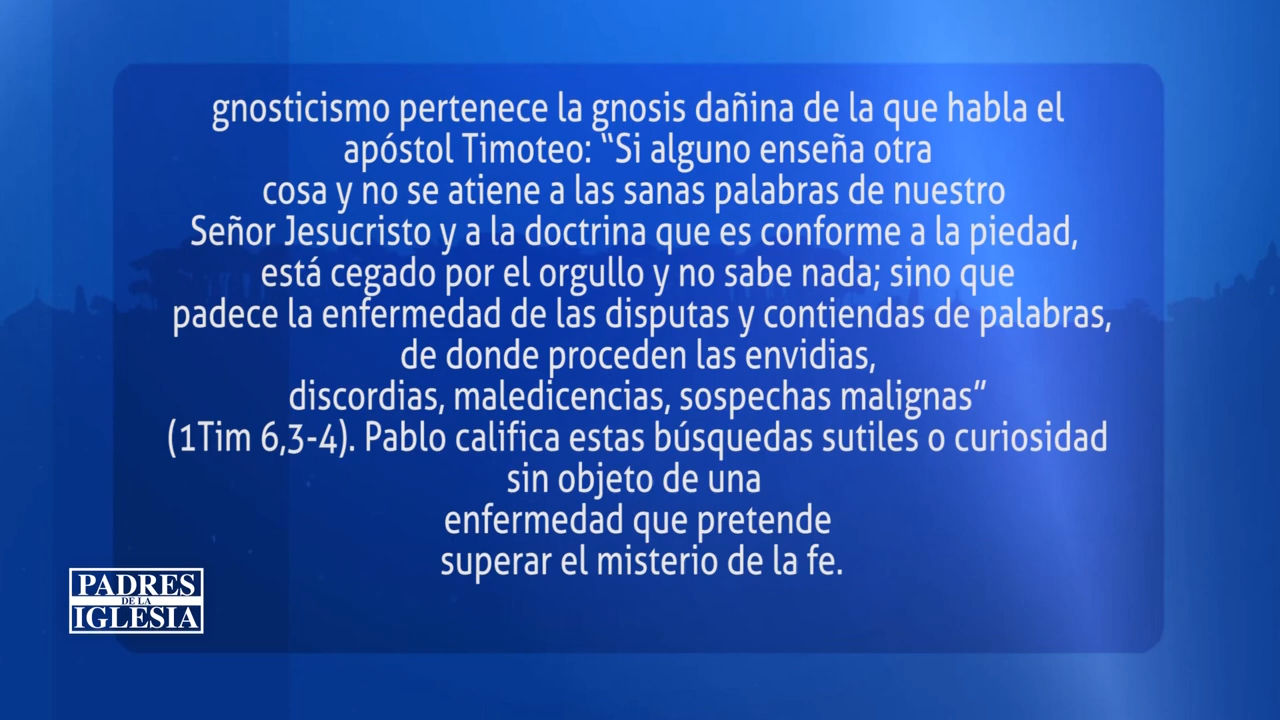 gnosticismo pertenece la gnosis dañina de la que habla el
apóstol Timoteo: “Si alguno enseña otra
cosa y no se atiene a las sanas palabras de nuestro
Señor Jesucristo y a la doctrina que es conforme a la piedad,
está cegado por el orgullo y no sabe nada; sino que
padece la enfermedad de las disputas y contiendas de palabras,
de donde proceden las envidias,
discordias, maledicencias, sospechas malignas”
(1Tim 6,3-4). Pablo califica estas búsquedas sutiles o curiosidad
sin objeto de una
enfermedad que pretende
superar el misterio de la fe.
PADRES
DE LA
IGLESIA